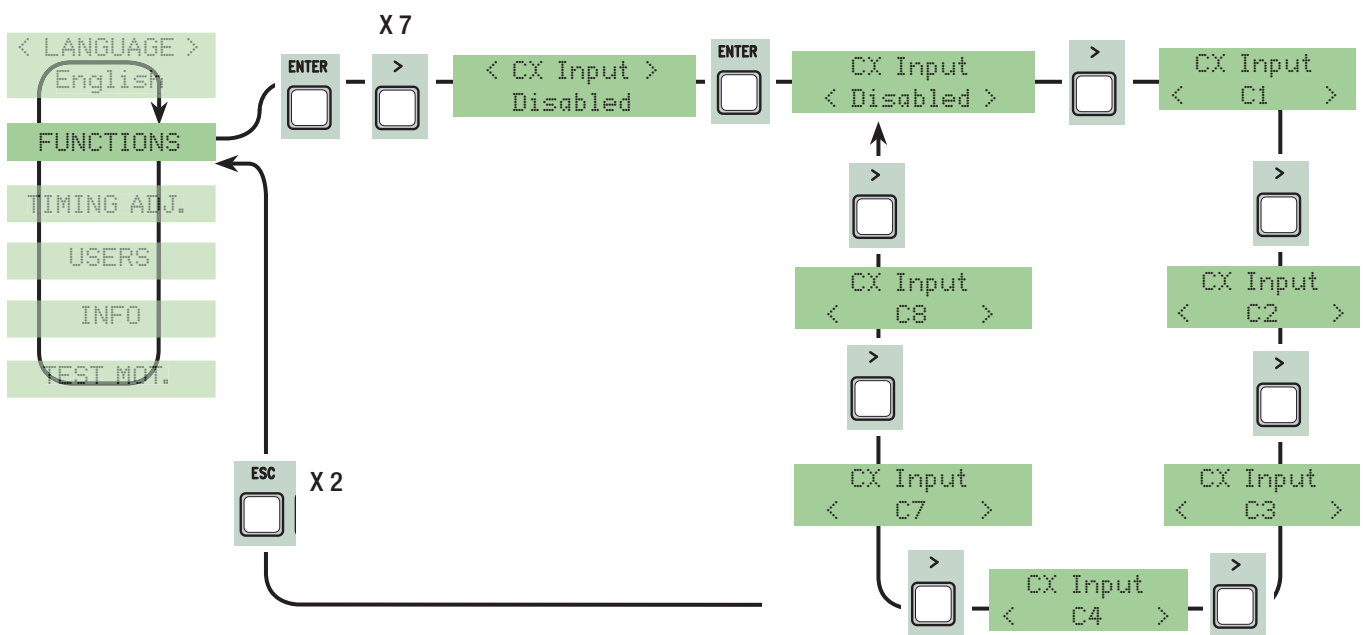 < LANGUAGE >
English
FUNCTIONS
TIMING ADJ.
USERS
INFO
TEST MOT.
ENTER
X 7
>
< CX Input >
Disabled
ENTER
CX Input
< Disabled >
>
CX Input
< C1 >
>
CX Input
< C2 >
>
CX Input
< C3 >
>
CX Input
< C4 >
>
CX Input
< C7 >
>
CX Input
< C8 >
>
ESC
X 2